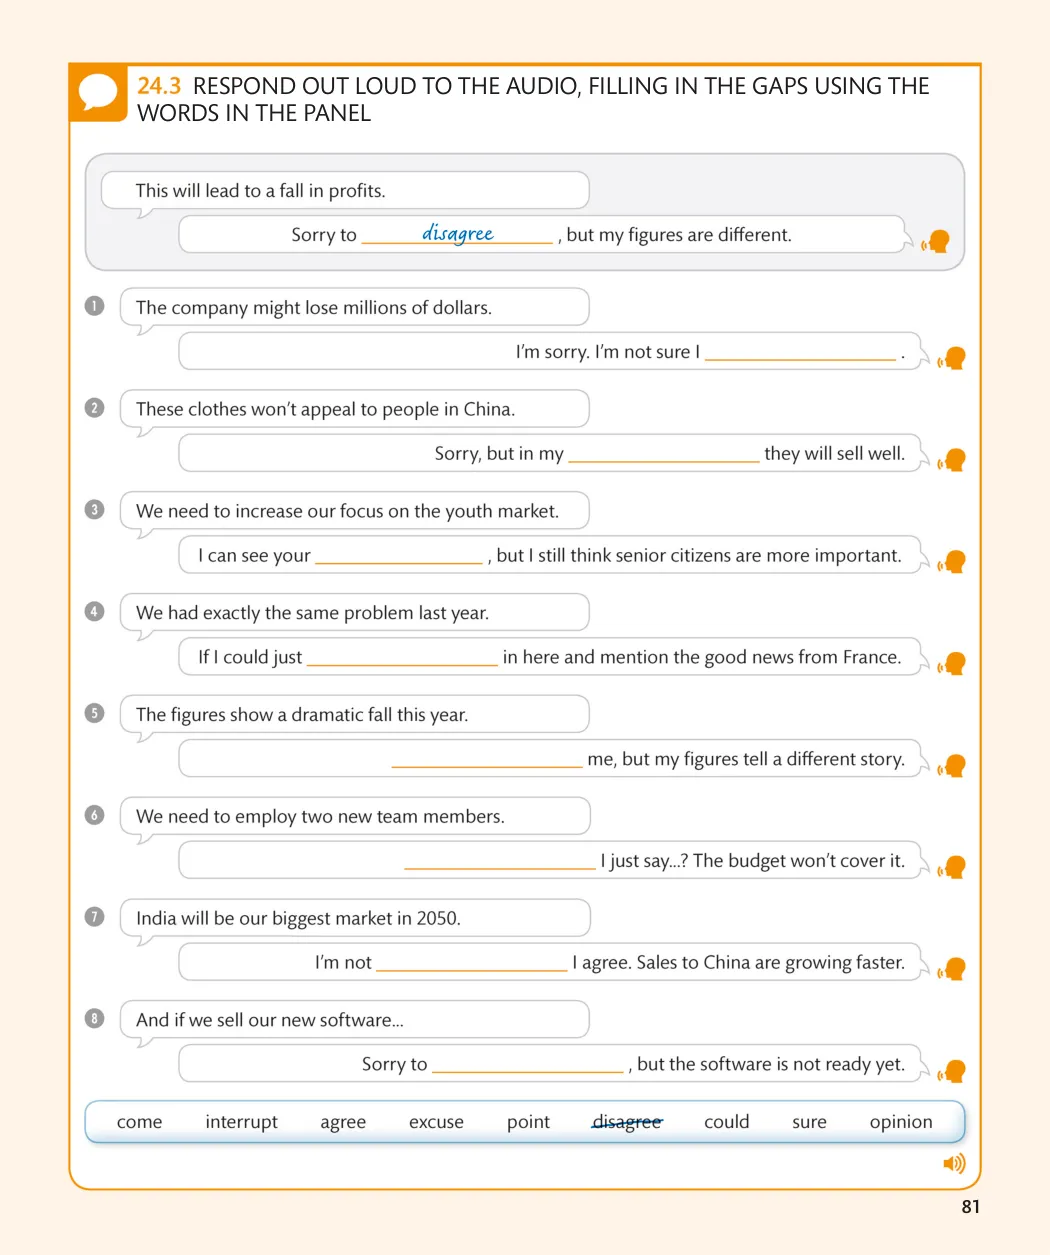 24.3 RESPOND OUT LOUD TO THE AUDIO, FILLING IN THE GAPS USING THE
WORDS IN THE PANEL
This will lead to a fall in profits.
Sorry to disagree , but my figures are different.
1 The company might lose millions of dollars.
I'm sorry. I'm not sure I ____________________ .
2 These clothes won't appeal to people in China.
Sorry, but in my ____________________ they will sell well.
3 We need to increase our focus on the youth market.
I can see your ____________________ , but I still think senior citizens are more important.
4 We had exactly the same problem last year.
If I could just ____________________ in here and mention the good news from France.
5 The figures show a dramatic fall this year.
____________________ me, but my figures tell a different story.
6 We need to employ two new team members.
____________________ I just say...? The budget won't cover it.
7 India will be our biggest market in 2050.
I'm not ____________________ I agree. Sales to China are growing faster.
8 And if we sell our new software...
Sorry to ____________________ , but the software is not ready yet.
come interrupt agree excuse point disagree could sure opinion
81